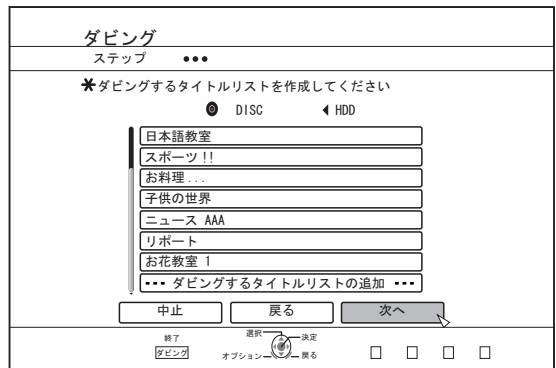 ダビング
ステップ ●●●
*ダビングするタイトルリストを作成してください
DISC ◀ HDD
日本語教室
スポーツ !!
お料理...
子供の世界
ニュース AAA
リポート
お花教室 1
--- ダビングするタイトルリストの追加 ---
中止 戻る 次へ
終了 ダビング
選択 決定
オプション 戻る